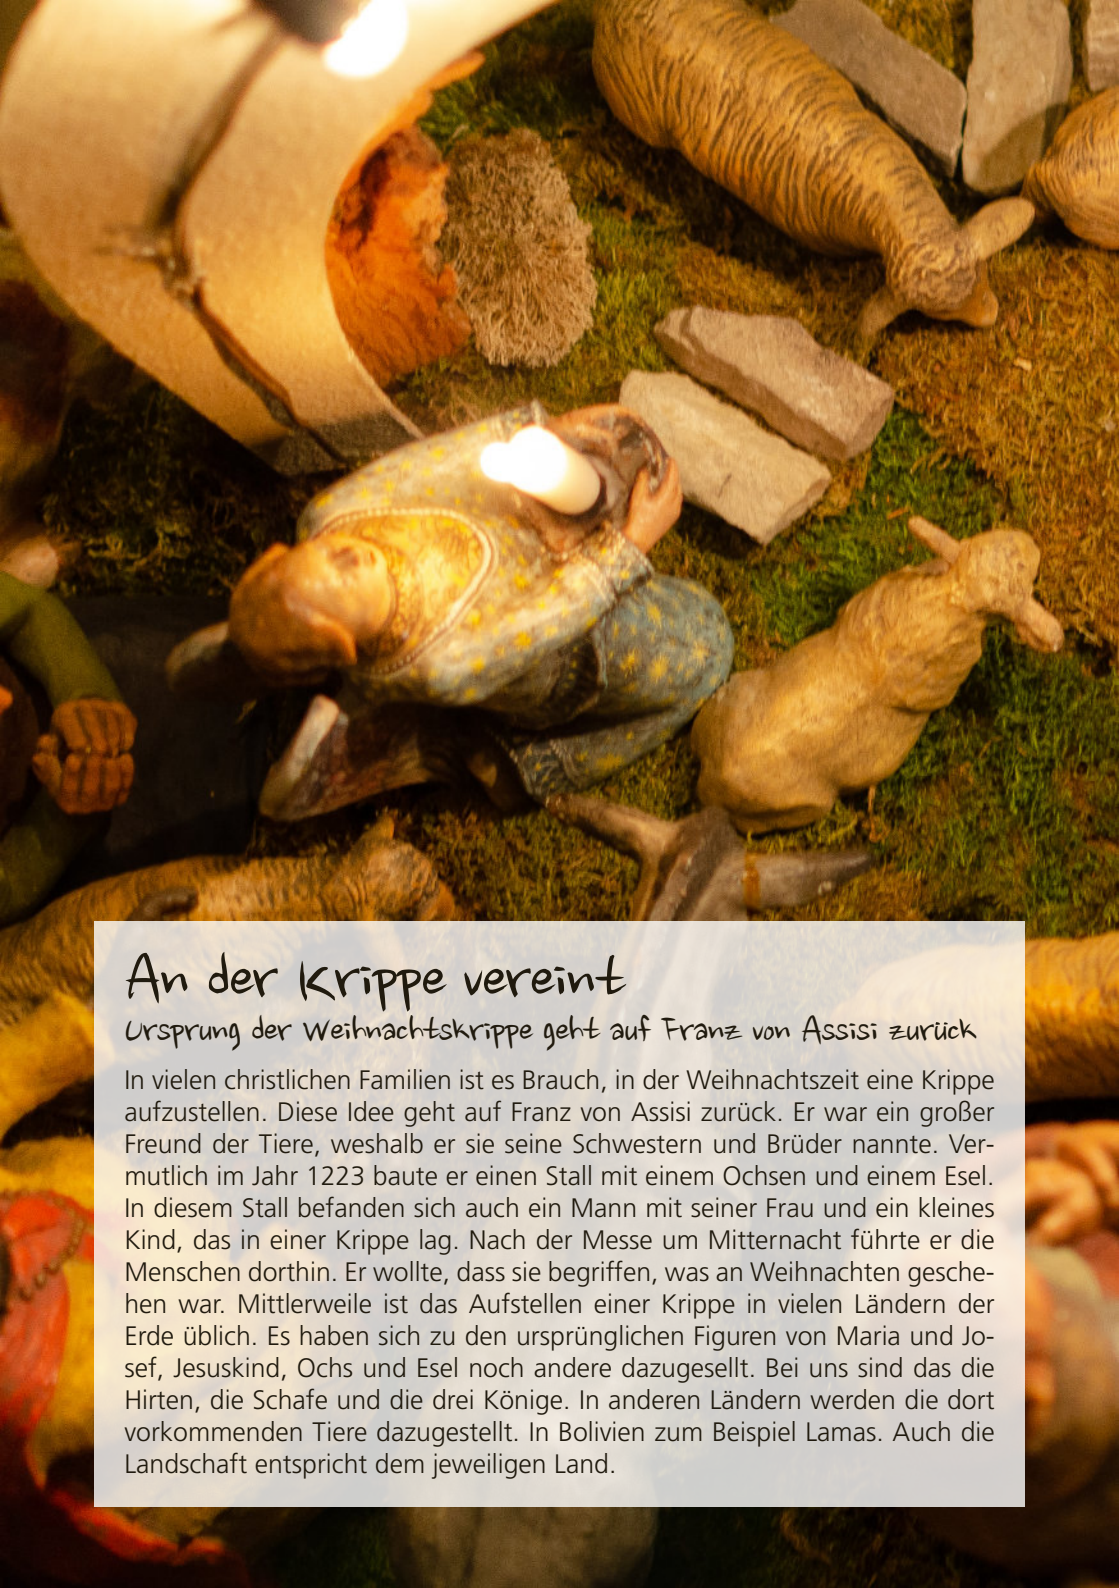 An der Krippe vereint
Ursprung der Weihnachtskrippe geht auf Franz von Assisi zurück
In vielen christlichen Familien ist es Brauch, in der Weihnachtszeit eine Krippe
aufzustellen. Diese Idee geht auf Franz von Assisi zurück. Er war ein großer
Freund der Tiere, weshalb er sie seine Schwestern und Brüder nannte. Ver-
mutlich im Jahr 1223 baute er einen Stall mit einem Ochsen und einem Esel.
In diesem Stall befanden sich auch ein Mann mit seiner Frau und ein kleines
Kind, das in einer Krippe lag. Nach der Messe um Mitternacht führte er die
Menschen dorthin. Er wollte, dass sie begriffen, was an Weihnachten gesche-
hen war. Mittlerweile ist das Aufstellen einer Krippe in vielen Ländern der
Erde üblich. Es haben sich zu den ursprünglichen Figuren von Maria und Jo-
sef, Jesuskind, Ochs und Esel noch andere dazugesellt. Bei uns sind das die
Hirten, die Schafe und die drei Könige. In anderen Ländern werden die dort
vorkommenden Tiere dazugestellt. In Bolivien zum Beispiel Lamas. Auch die
Landschaft entspricht dem jeweiligen Land.